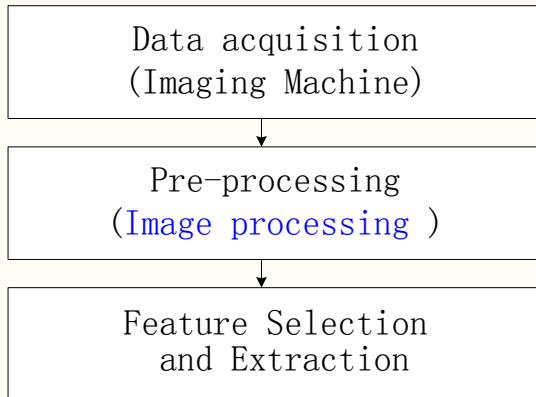 Data acquisition
(Imaging Machine)
Pre-processing
(Image processing )
Feature Selection
and Extraction